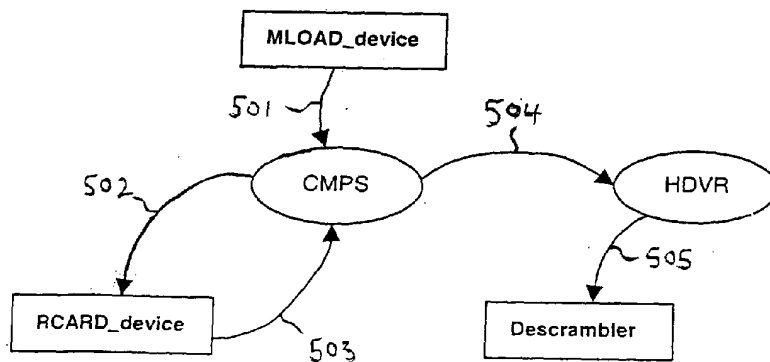 MLOAD_device
501
504
CMPS
HDVR
502
505
RCARD_device
503
Descrambler